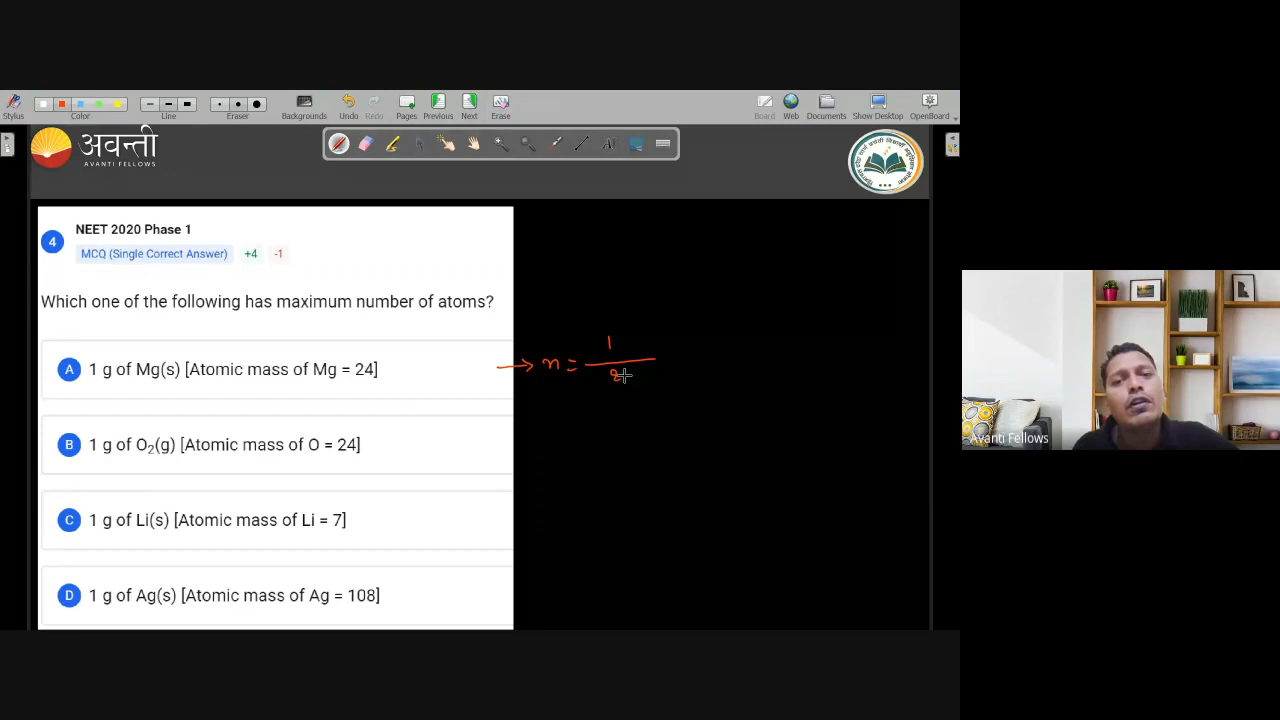 Stylus Color Line Eraser Backgrounds Undo Redo Pages Previous Next Erase Board Web Documents Show Desktop OpenBoard
अवन्ती
AVANTI FELLOWS
4
NEET 2020 Phase 1
MCQ (Single Correct Answer) +4 -1
Which one of the following has maximum number of atoms?
A 1 g of Mg(s) [Atomic mass of Mg = 24]
→ n = 1/2
B 1 g of O₂(g) [Atomic mass of O = 24]
C 1 g of Li(s) [Atomic mass of Li = 7]
D 1 g of Ag(s) [Atomic mass of Ag = 108]
Avanti Fellows